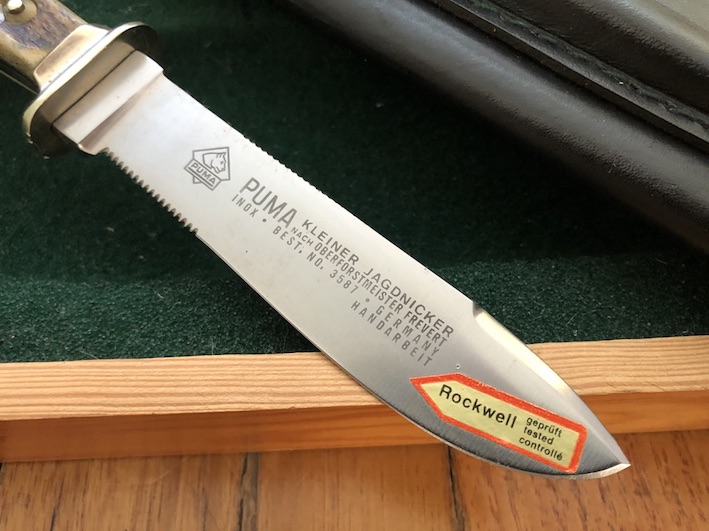 PUMA
PUMA KLEINER JAGDNICKER
NACH OBERFORSTMEISTER FREVERT
INOX * BEST. NO. 3587 * GERMANY
HANDARBEIT
Rockwell
geprüft
tested
controllé